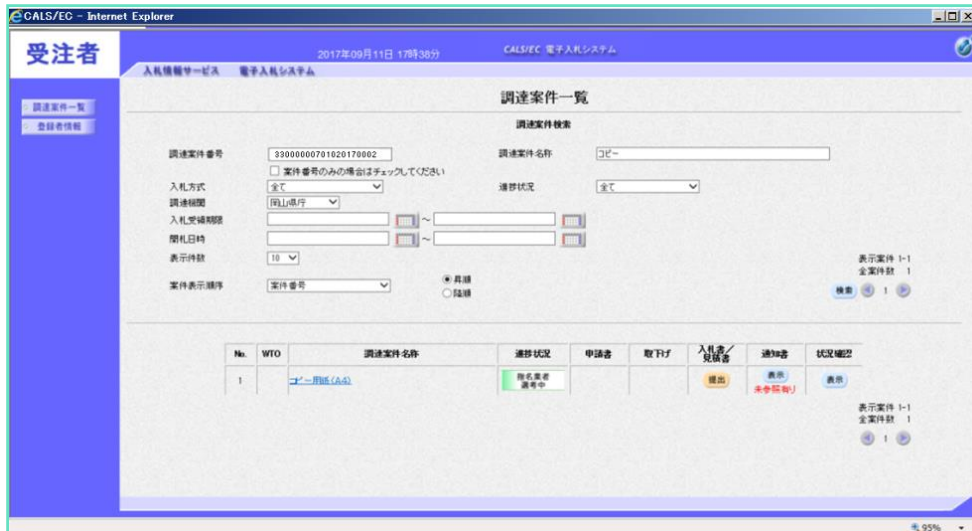 CALS/EC - Internet Explorer
受注者
2017年09月11日 17時38分
CALS/EC 電子入札システム
入札情報サービス 電子入札システム
調達案件一覧
登録者情報
調達案件一覧
調達案件検索
調達案件番号 33000000701020170002 調達案件名称 コピー
案件番号のみの場合はチェックしてください
入札方式 全て 進捗状況 全て
調達機関 岡山県庁
入札受領期限 ~
開札日時 ~
表示件数 10
案件表示順序 案件番号 昇順
降順
表示案件 1-1
全案件数 1
検索 1
No. WTO 調達案件名称 進捗状況 申請書 取下げ 入札書/見積書 通知書 状況確認
1 コピー用紙(A4) 指名業者選考中 提出 表示 未参照有り 表示
表示案件 1-1
全案件数 1
1
95%